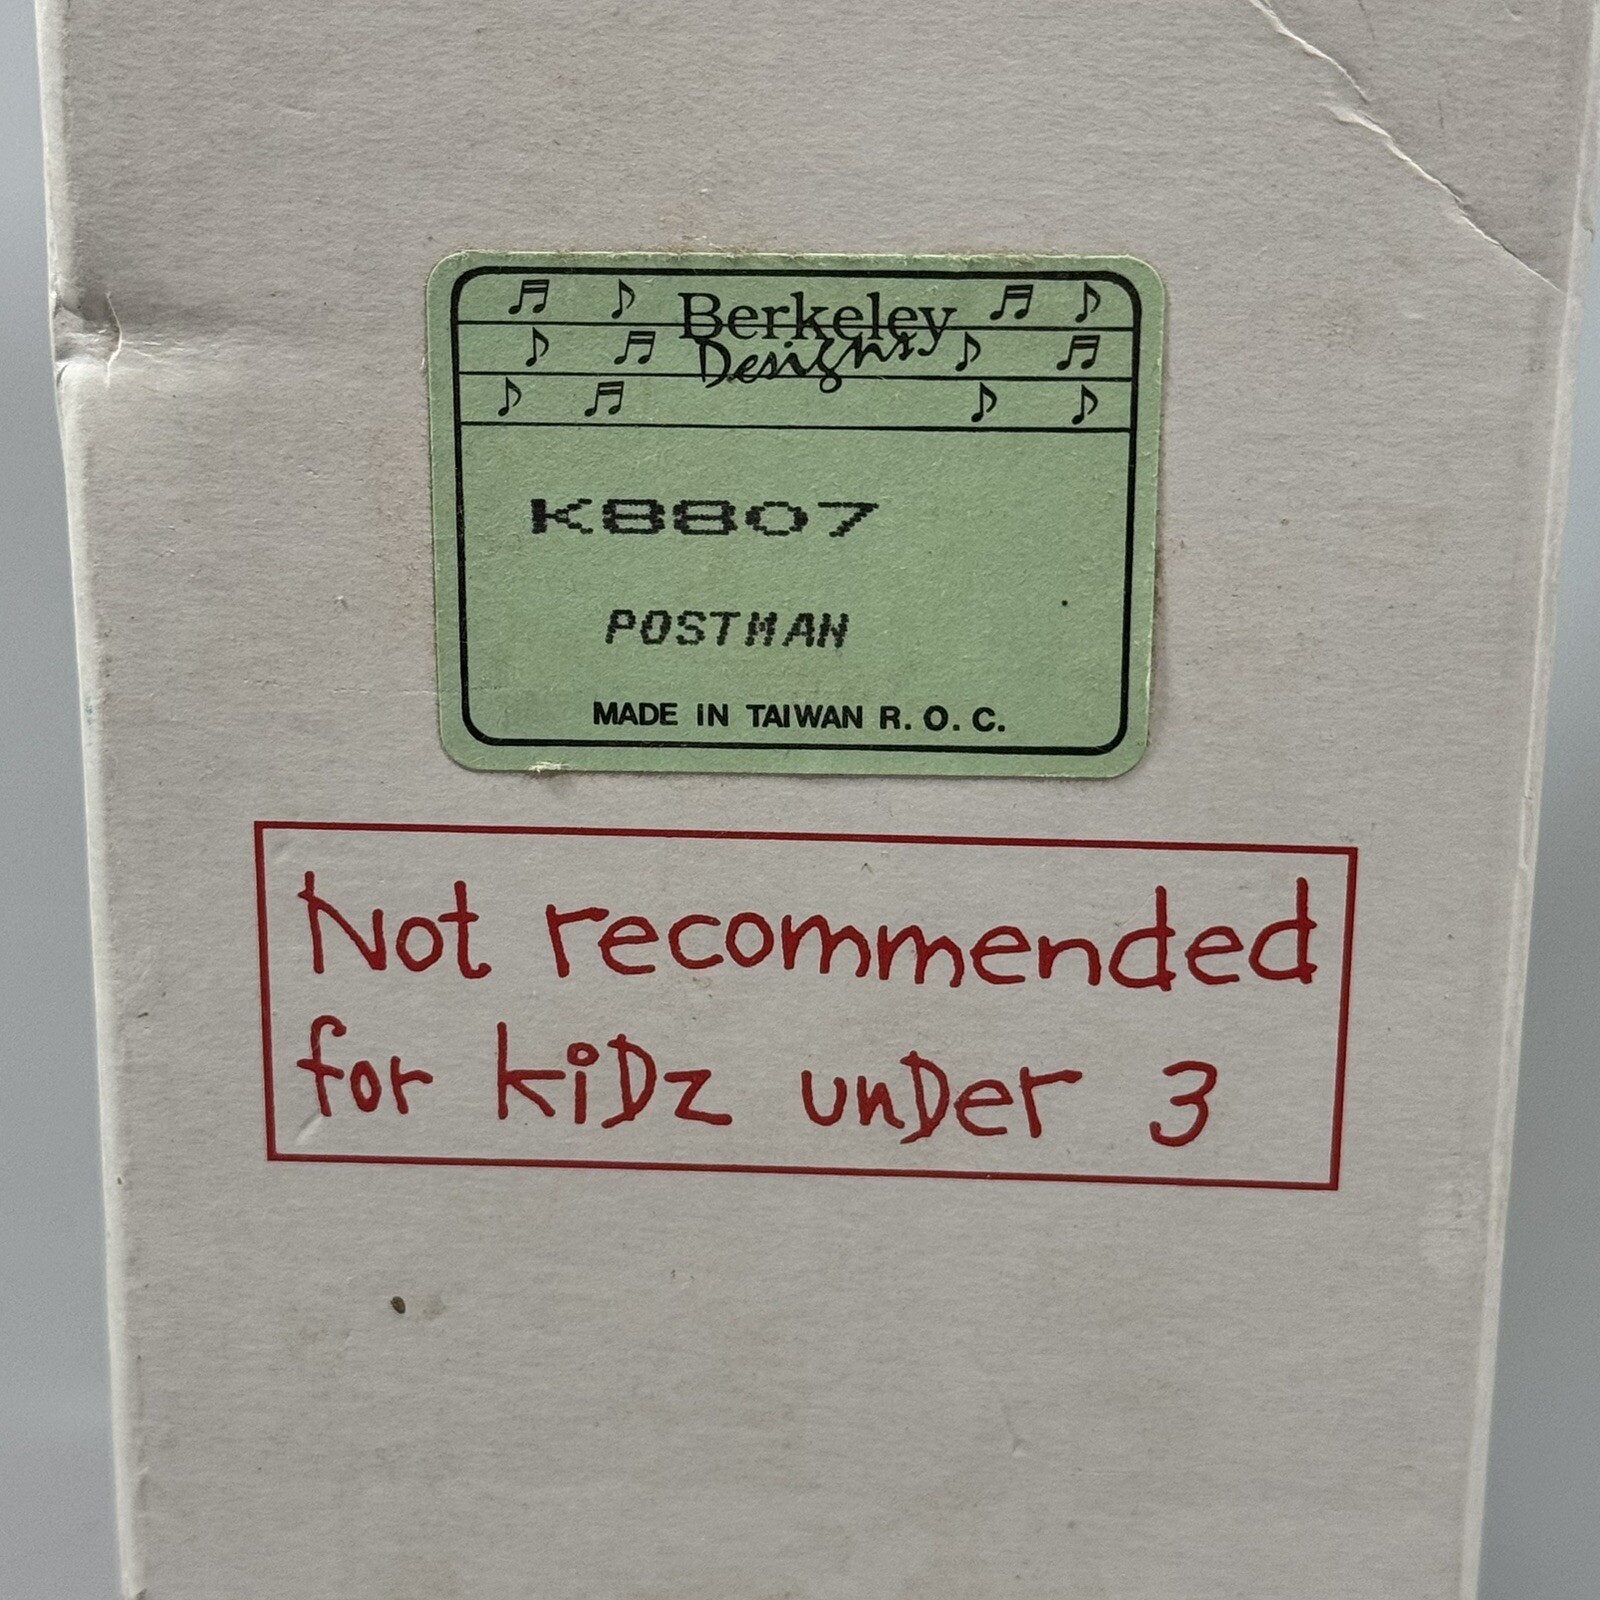 Berkeley
Designs
K8807
POSTMAN
MADE IN TAIWAN R. O. C.
Not recommended
for kiDz unDer 3